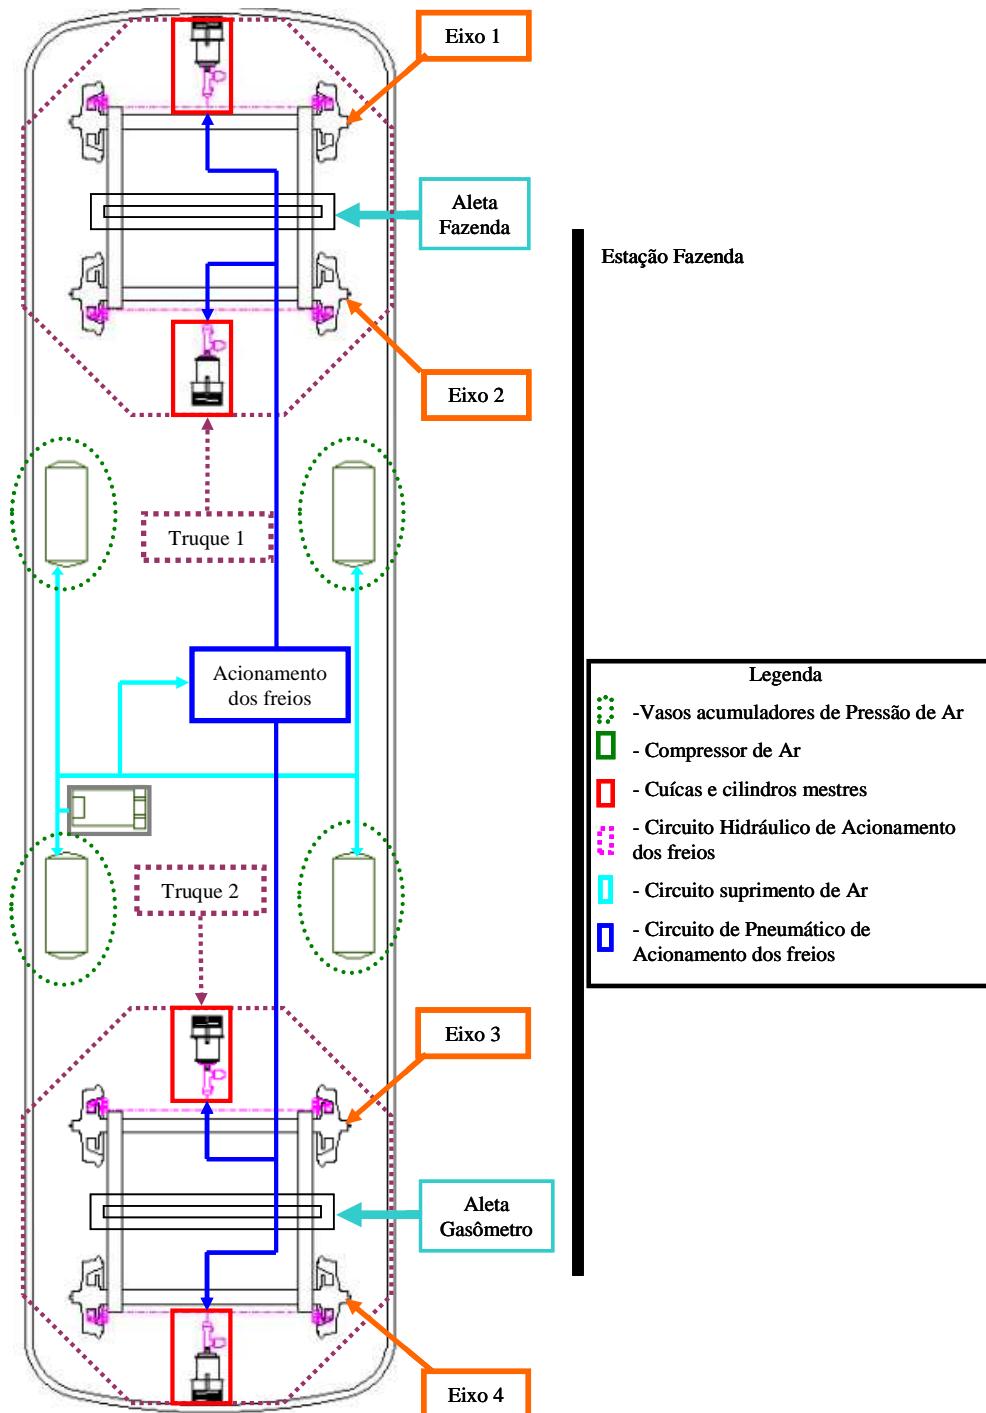 Eixo 1
Aleta
Fazenda
Estação Fazenda
Eixo 2
Truque 1
Acionamento
dos freios
Legenda
-Vasos acumuladores de Pressão de Ar
- Compressor de Ar
- Cuícas e cilindros mestres
- Circuito Hidráulico de Acionamento
dos freios
- Circuito suprimento de Ar
- Circuito de Pneumático de
Acionamento dos freios
Truque 2
Eixo 3
Aleta
Gasômetro
Eixo 4